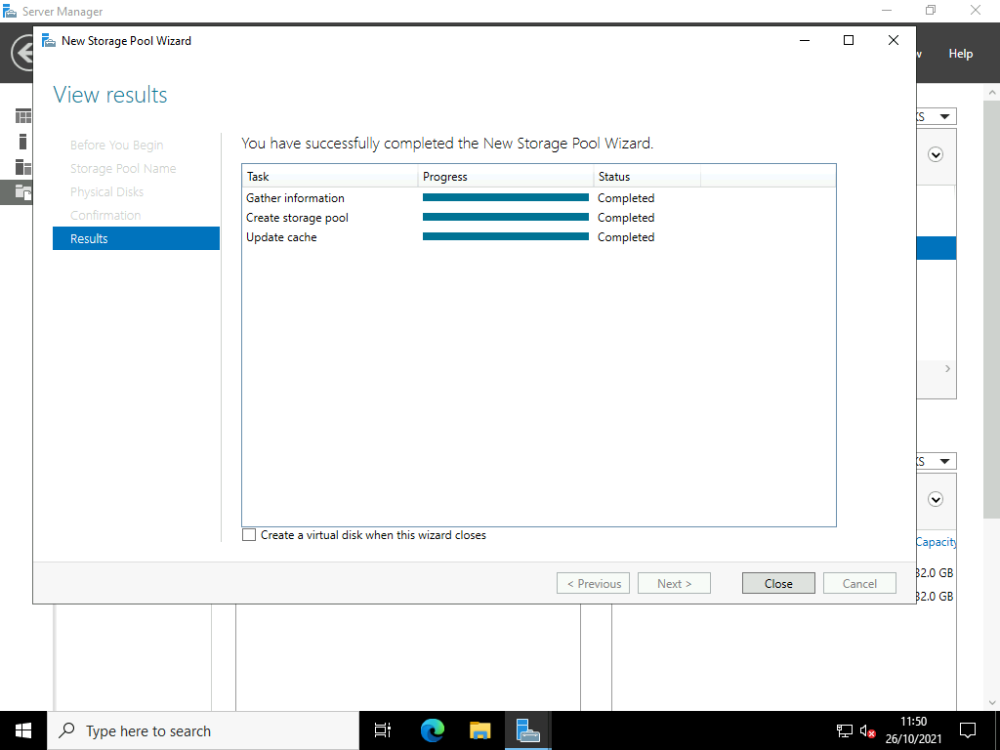 Server Manager
New Storage Pool Wizard
Help
View results
Before You Begin
Storage Pool Name
Physical Disks
Confirmation
Results
You have successfully completed the New Storage Pool Wizard.
Task Progress Status
Gather information Completed
Create storage pool Completed
Update cache Completed
Create a virtual disk when this wizard closes
Capacity
32.0 GB
32.0 GB
< Previous Next > Close Cancel
Type here to search
11:50
26/10/2021